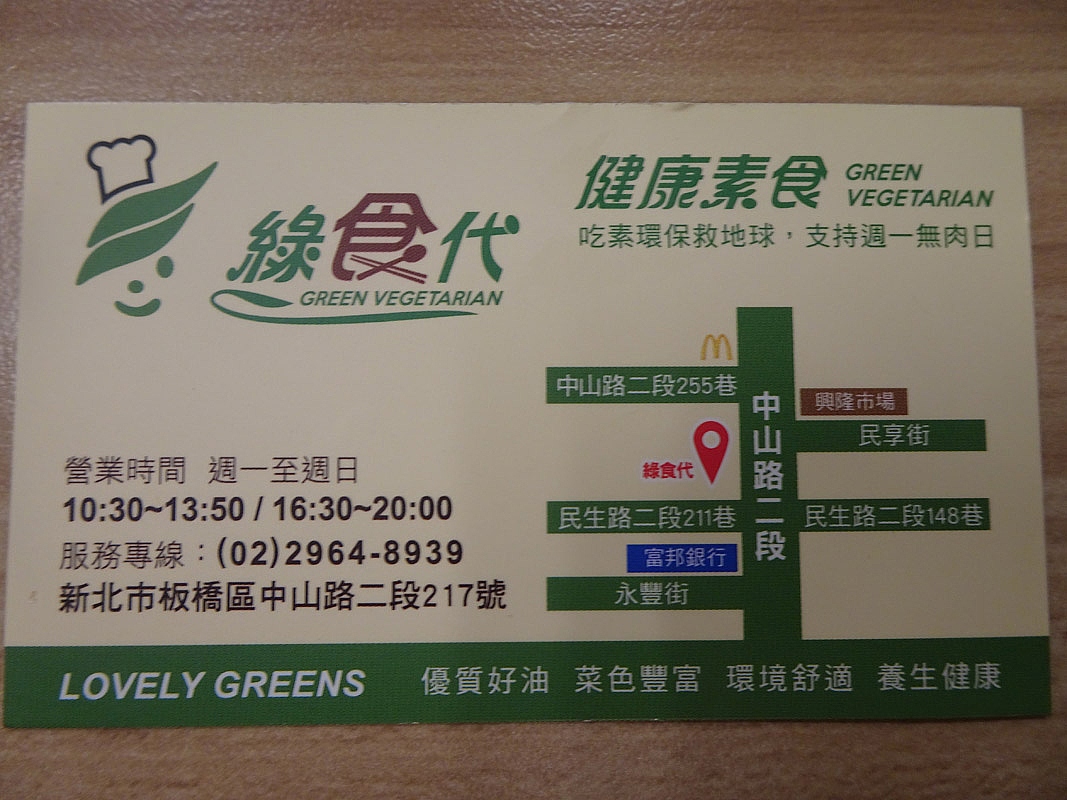 綠食代
GREEN VEGETARIAN
健康素食
GREEN
VEGETARIAN
吃素環保救地球，支持週一無肉日
營業時間 週一至週日
10:30~13:50 / 16:30~20:00
服務專線：(02)2964-8939
新北市板橋區中山路二段217號
中山路二段255巷
中山路二段
興隆市場
民享街
綠食代
民生路二段211巷
民生路二段148巷
富邦銀行
永豐街
LOVELY GREENS 優質好油 菜色豐富 環境舒適 養生健康